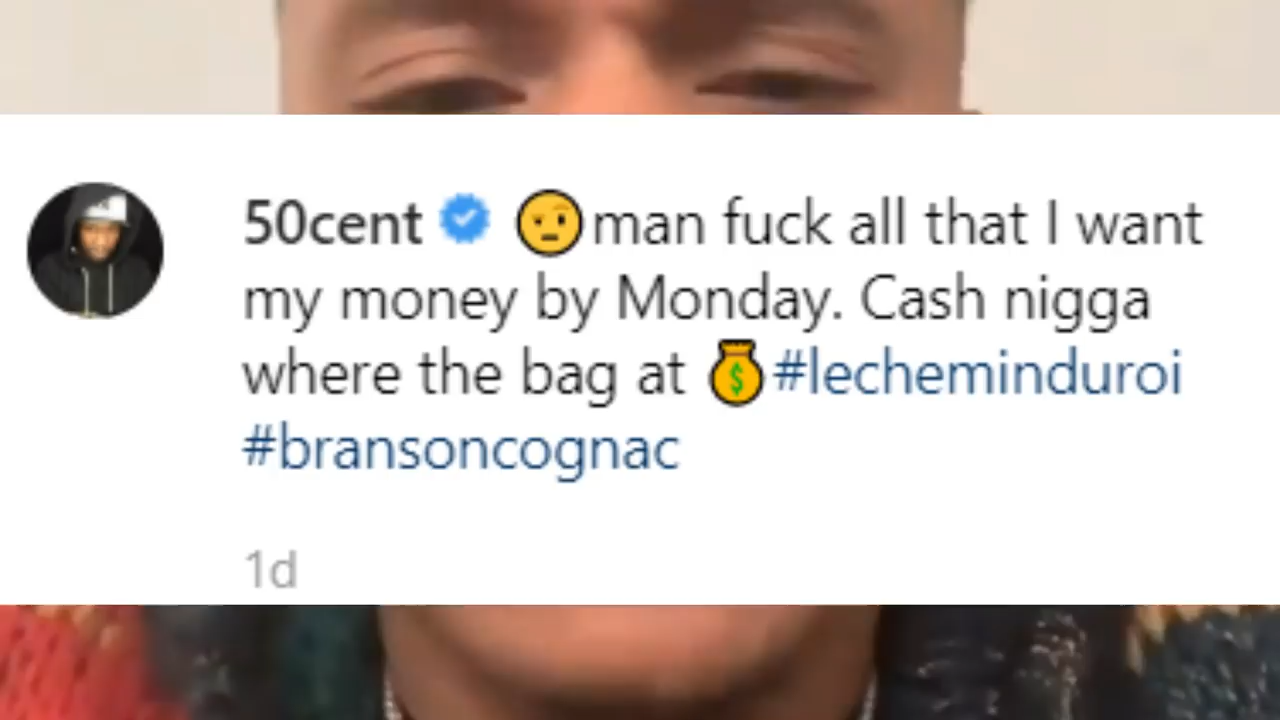 50cent 🤨man fuck all that I want
my money by Monday. Cash nigga
where the bag at 💰#lecheminduroi
#bransoncognac
1d